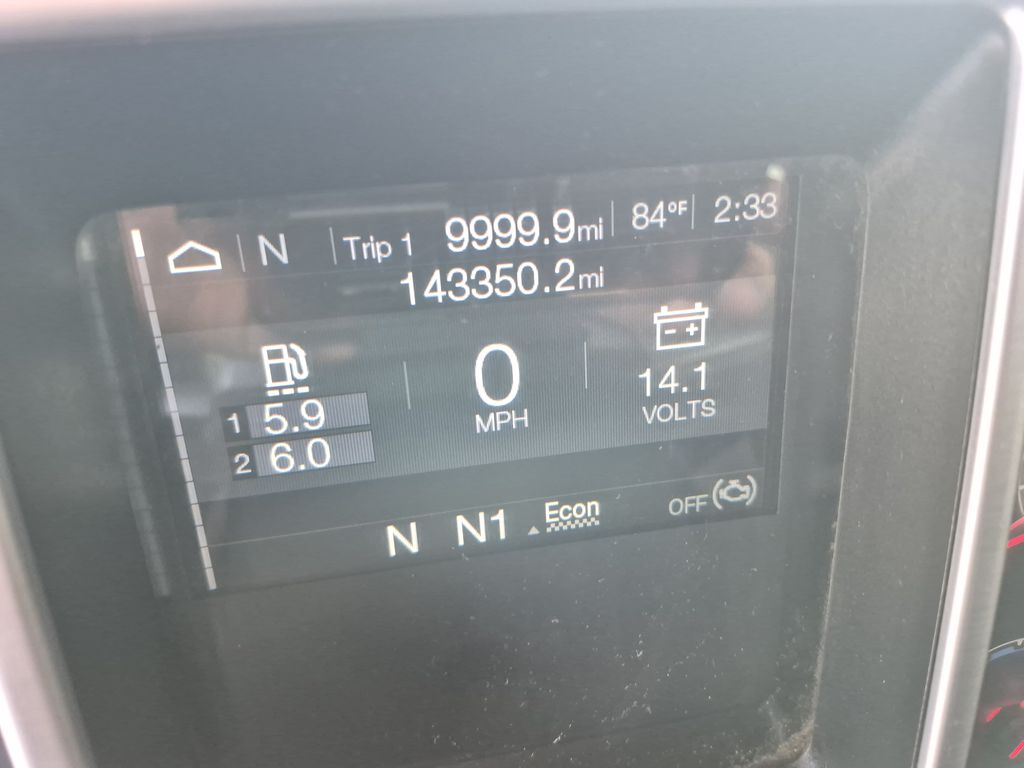 N Trip 1 9999.9mi 84°F 2:33
143350.2mi
1 5.9
2 6.0
0
MPH
- +
14.1
VOLTS
N N1 Econ OFF